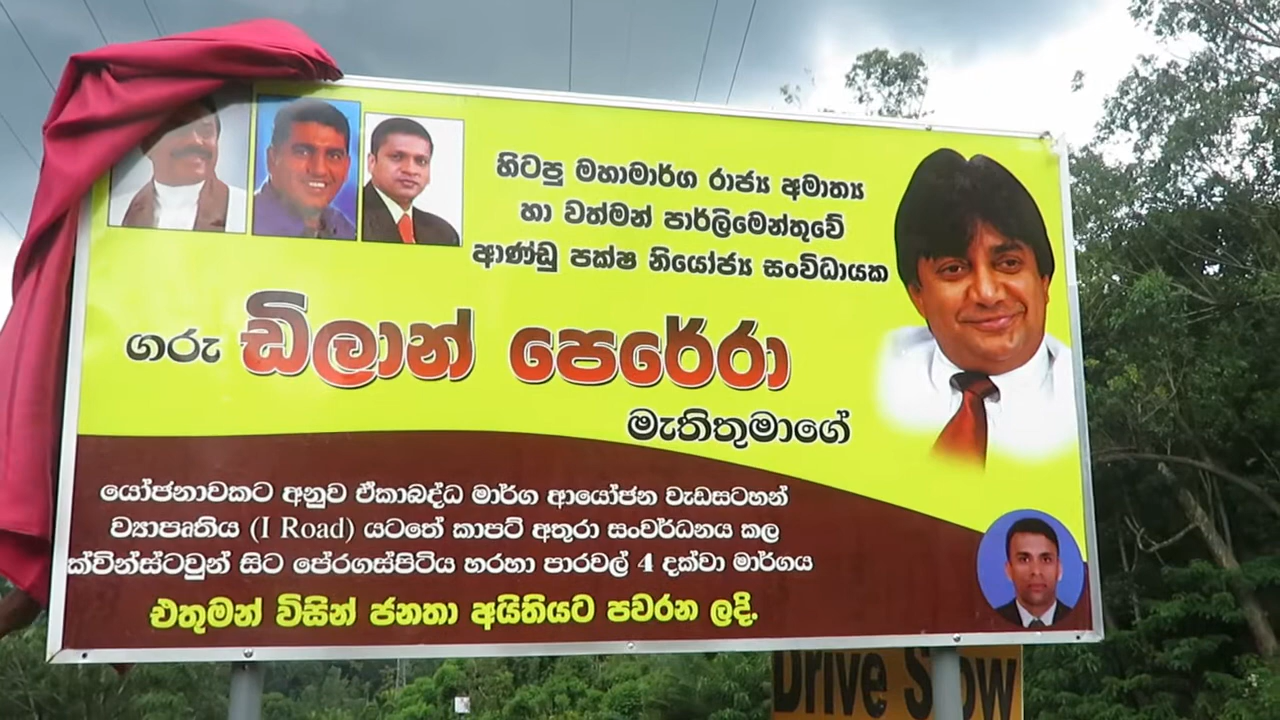 හිටපු මහාමාර්ග රාජ්‍ය අමාත්‍ය
හා වත්මන් පාර්ලිමේන්තුවේ
ආණ්ඩු පක්ෂ නියෝජ්‍ය සංවිධායක
ගරු ඩිලාන් පෙරේරා
මැතිතුමාගේ
යෝජනාවකට අනුව ඒකාබද්ධ මාර්ග ආයෝජන වැඩසටහන්
ව්‍යාපෘතිය (I Road) යටතේ කාපට් අතුරා සංවර්ධනය කල
ක්වීන්ස්ටවුන් සිට පේරගස්පිටිය හරහා පාරවල් 4 දක්වා මාර්ගය
එතුමන් විසින් ජනතා අයිතියට පවරන ලදි.
Drive Slow